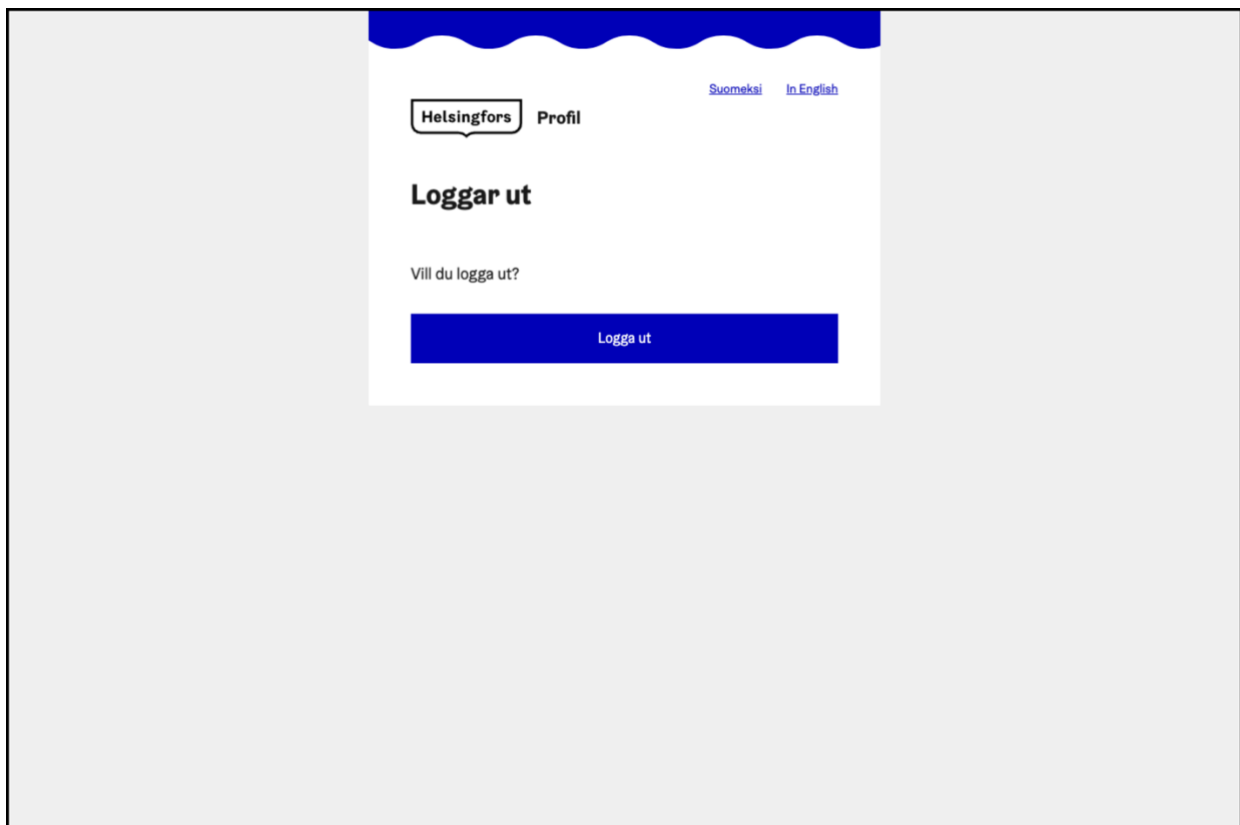 Suomeksi In English
Helsingfors Profil
Loggar ut
Vill du logga ut?
Logga ut